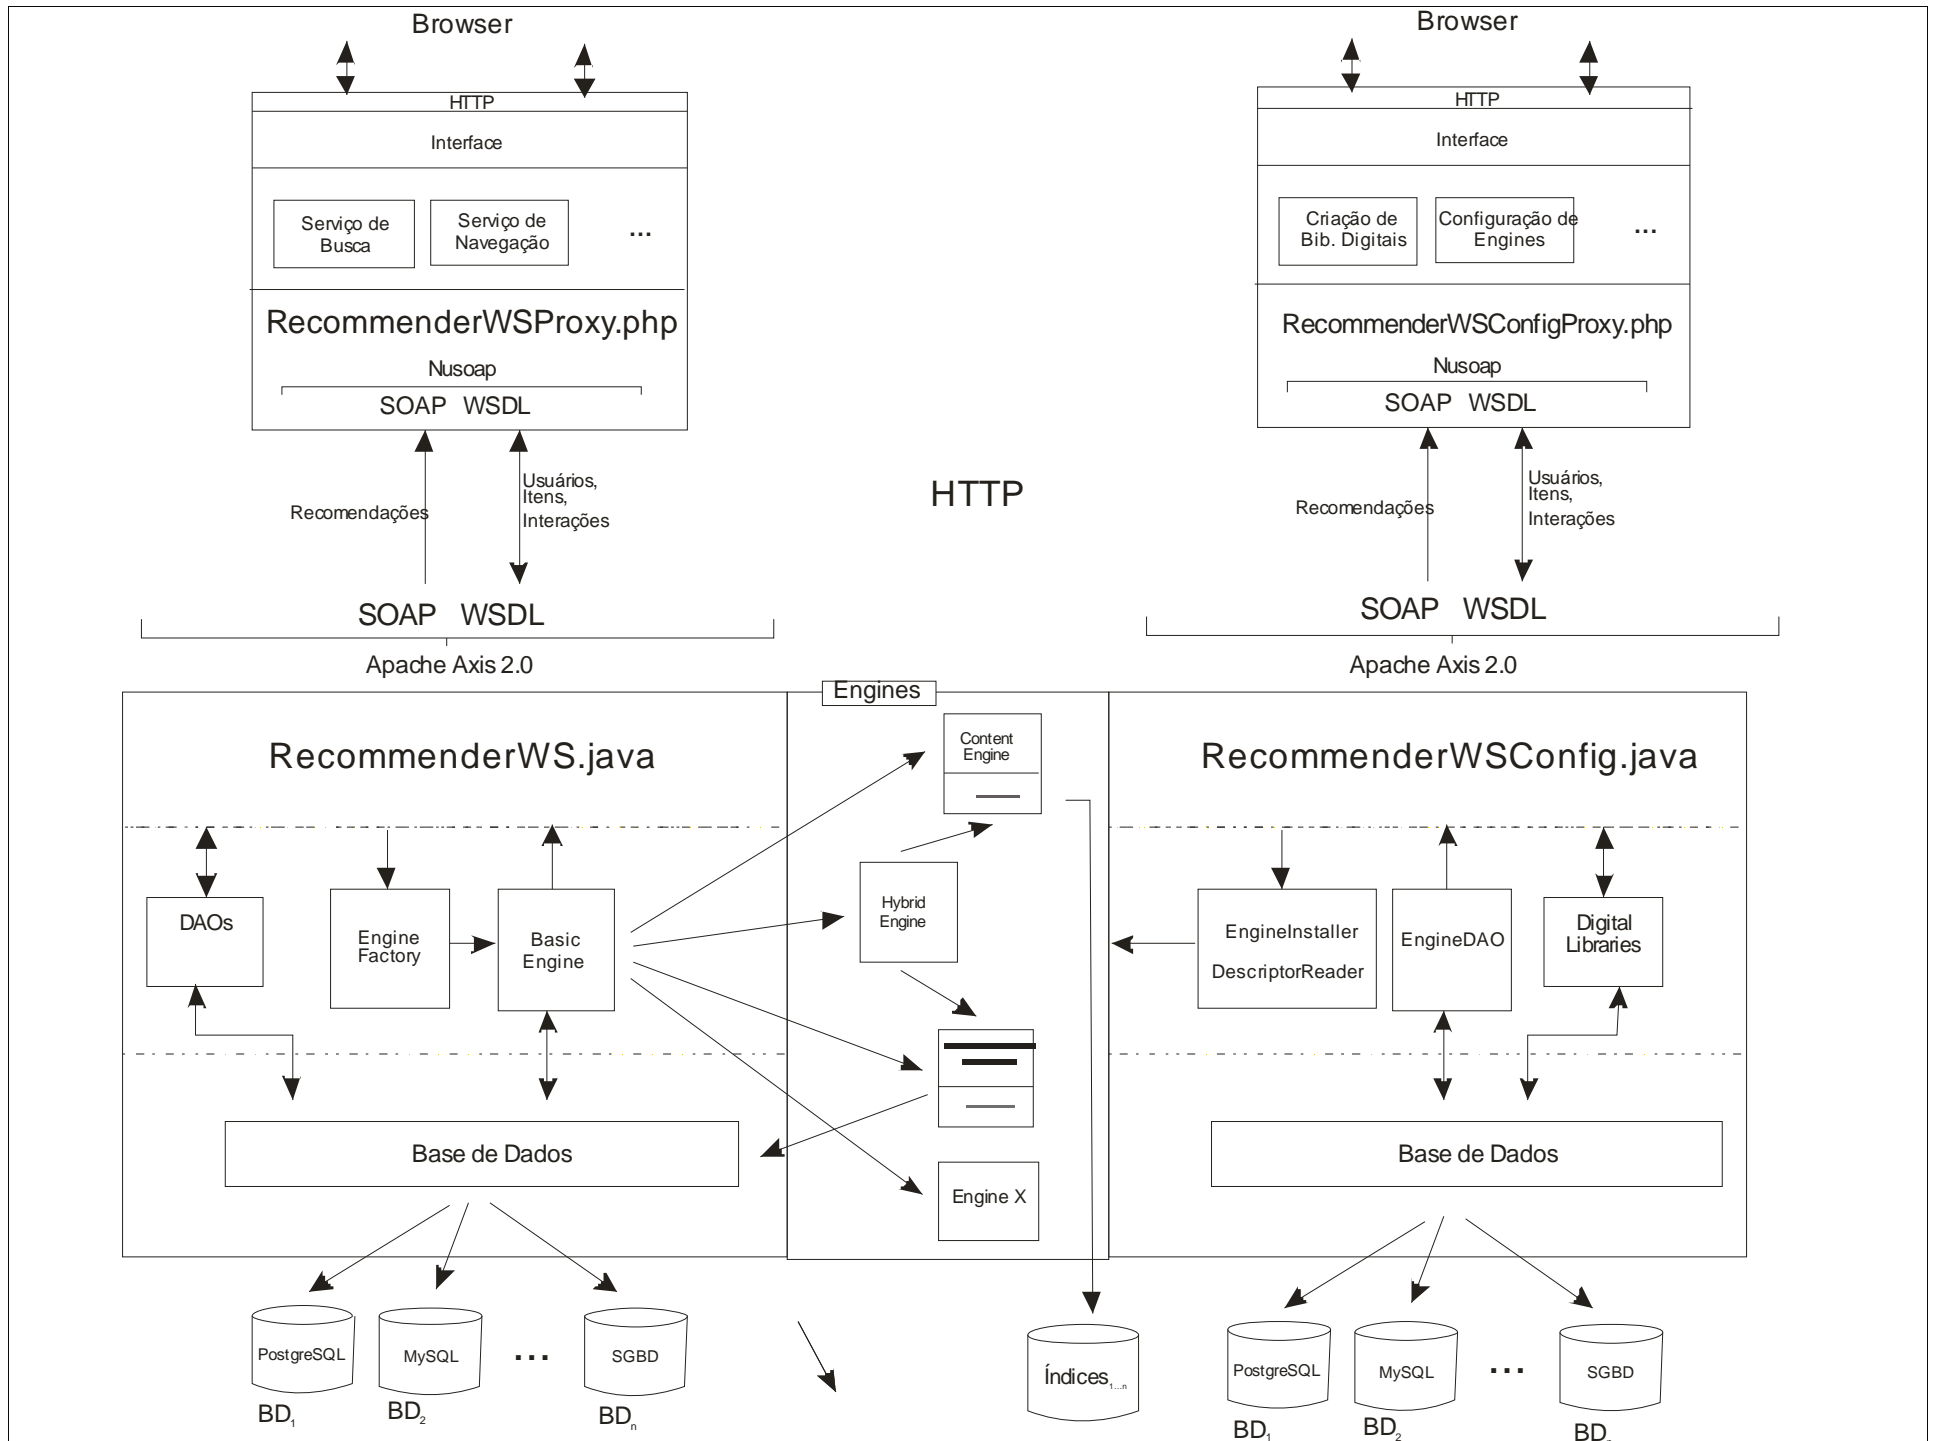 Browser
HTTP
Interface
Serviço de
Busca
Serviço de
Navegação
...
RecommenderWSProxy.php
Nusoap
SOAP WSDL
Recomendações
Usuários,
Itens,
Interações
SOAP WSDL
Apache Axis 2.0
HTTP
Browser
HTTP
Interface
Criação de
Bib. Digitais
Configuração de
Engines
...
RecommenderWSConfigProxy.php
Nusoap
SOAP WSDL
Recomendações
Usuários,
Itens,
Interações
SOAP WSDL
Apache Axis 2.0
RecommenderWS.java
DAOs
Engine
Factory
Basic
Engine
Base de Dados
PostgreSQL
MySQL
...
SGBD
BD1
BD2
BDn
Engines
Content
Engine
Hybrid
Engine
Engine X
Índices1...n
RecommenderWSConfig.java
EngineInstaller
DescriptorReader
EngineDAO
Digital
Libraries
Base de Dados
PostgreSQL
MySQL
...
SGBD
BD1
BD2
BDn